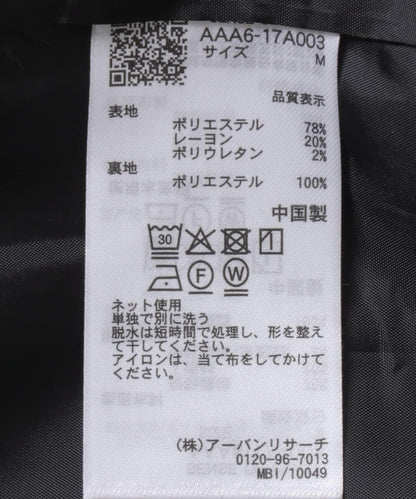 AAA6-17A003
サイズ M
品質表示
表地
ポリエステル 78%
レーヨン 20%
ポリウレタン 2%
裏地
ポリエステル 100%
中国製
30
F W
ネット使用
単独で別に洗う
脱水は短時間で処理し、形を整え
て干してください。
アイロンは、当て布をしてかけて
ください。
(株)アーバンリサーチ
0120-96-7013
MBI/10049